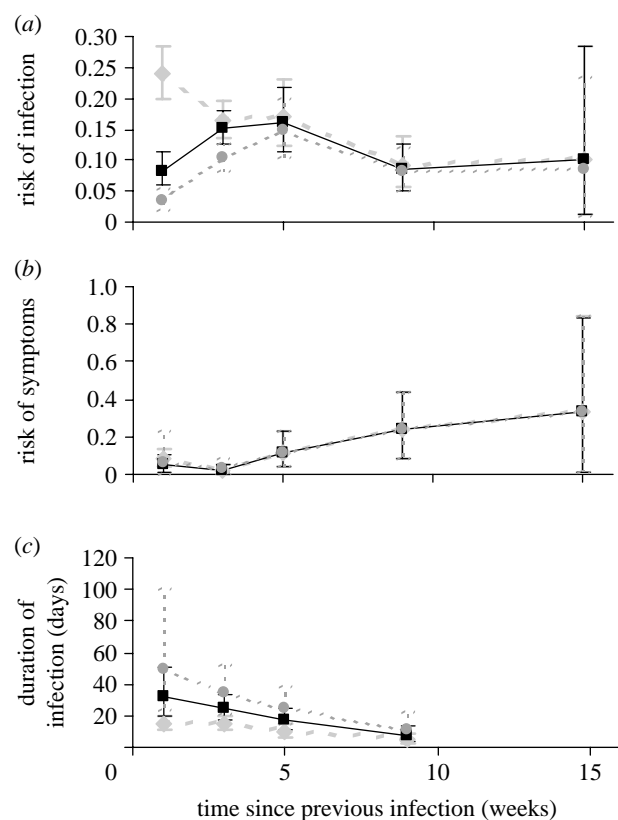 (a)
0.30
0.25
0.20
0.15
0.10
0.05
0
risk of infection
(b)
1.0
0.8
0.6
0.4
0.2
0
risk of symptoms
(c)
120
100
80
60
40
20
duration of
infection (days)
0 5 10 15
time since previous infection (weeks)